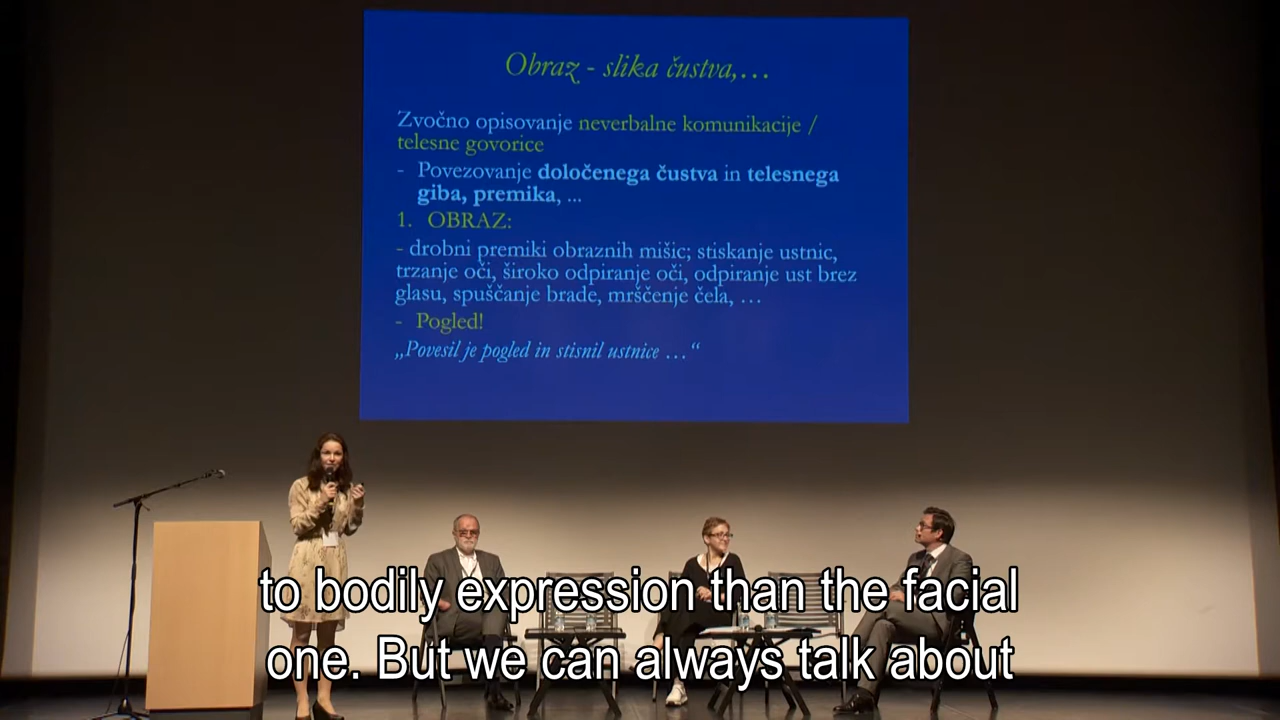 Obraz - slika čustva,…
Zvočno opisovanje neverbalne komunikacije /
telesne govorice
- Povezovanje določenega čustva in telesnega
giba, premika, ...
1. OBRAZ:
- drobni premiki obraznih mišic; stiskanje ustnic,
trzanje oči, široko odpiranje oči, odpiranje ust brez
glasu, spuščanje brade, mrščenje čela, …
- Pogled!
„Povesil je pogled in stisnil ustnice …“
to bodily expression than the facial
one. But we can always talk about